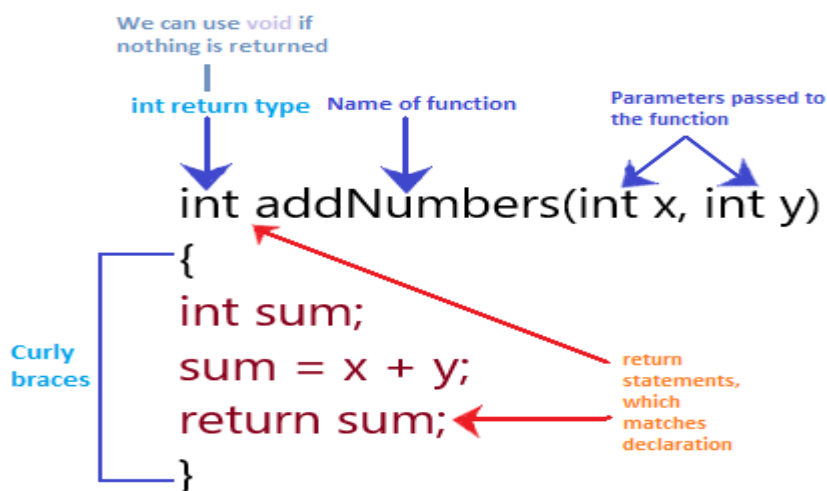 We can use void if
nothing is returned
int return type
Name of function
Parameters passed to
the function
int addNumbers(int x, int y)
{
int sum;
sum = x + y;
return sum;
}
Curly
braces
return
statements,
which
matches
declaration